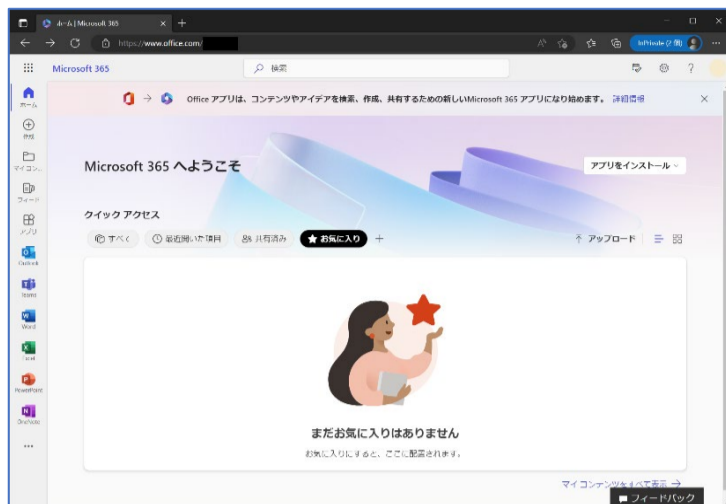 ホーム | Microsoft 365
https://www.office.com/
InPrivate (2 個)
Microsoft 365
検索
Office アプリは、コンテンツやアイデアを検索、作成、共有するための新しいMicrosoft 365 アプリになり始めます。 詳細情報
ホーム
作成
マイ コン...
フィード
アプリ
Outlook
Teams
Word
Excel
PowerPoint
OneNote
Microsoft 365 へようこそ
アプリをインストール
クイック アクセス
すべて
最近開いた項目
共有済み
お気に入り
アップロード
まだお気に入りはありません
お気に入りにすると、ここに配置されます。
マイ コンテンツをすべて表示 →
フィードバック